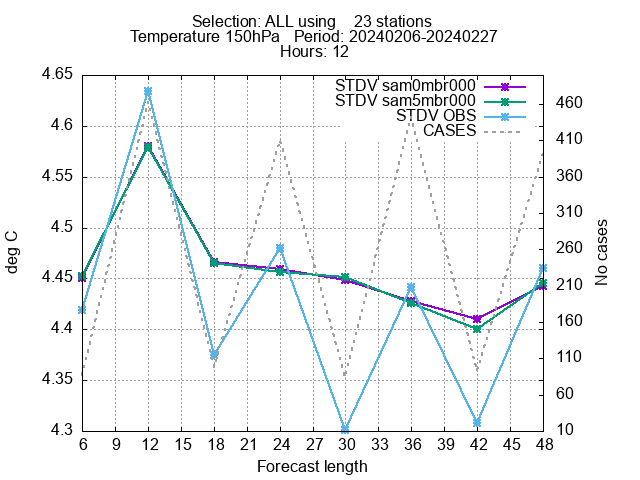 Selection: ALL using    23 stations
Temperature 150hPa   Period: 20240206-20240227
Hours: 12
STDV sam0mbr000
STDV sam5mbr000
STDV OBS
CASES
4.65
4.6
4.55
4.5
4.45
4.4
4.35
4.3
deg C
460
410
360
310
260
210
160
110
60
10
No cases
6 9 12 15 18 21 24 27 30 33 36 39 42 45 48
Forecast length